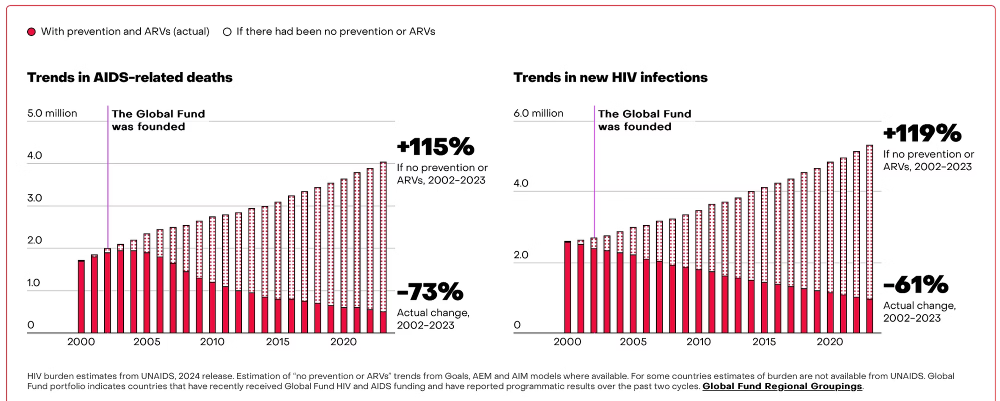 With prevention and ARVs (actual)
If there had been no prevention or ARVs
Trends in AIDS-related deaths
5.0 million
The Global Fund
was founded
+115%
If no prevention or
ARVs, 2002–2023
4.0
3.0
2.0
1.0
0
−73%
Actual change,
2002–2023
2000
2005
2010
2015
2020
Trends in new HIV infections
6.0 million
The Global Fund
was founded
+119%
If no prevention or
ARVs, 2002–2023
4.0
2.0
0
−61%
Actual change,
2002–2023
2000
2005
2010
2015
2020
HIV burden estimates from UNAIDS, 2024 release. Estimation of “no prevention or ARVs” trends from Goals, AEM and AIM models where available. For some countries estimates of burden are not available from UNAIDS. Global
Fund portfolio indicates countries that have recently received Global Fund HIV and AIDS funding and have reported programmatic results over the past two cycles. Global Fund Regional Groupings.